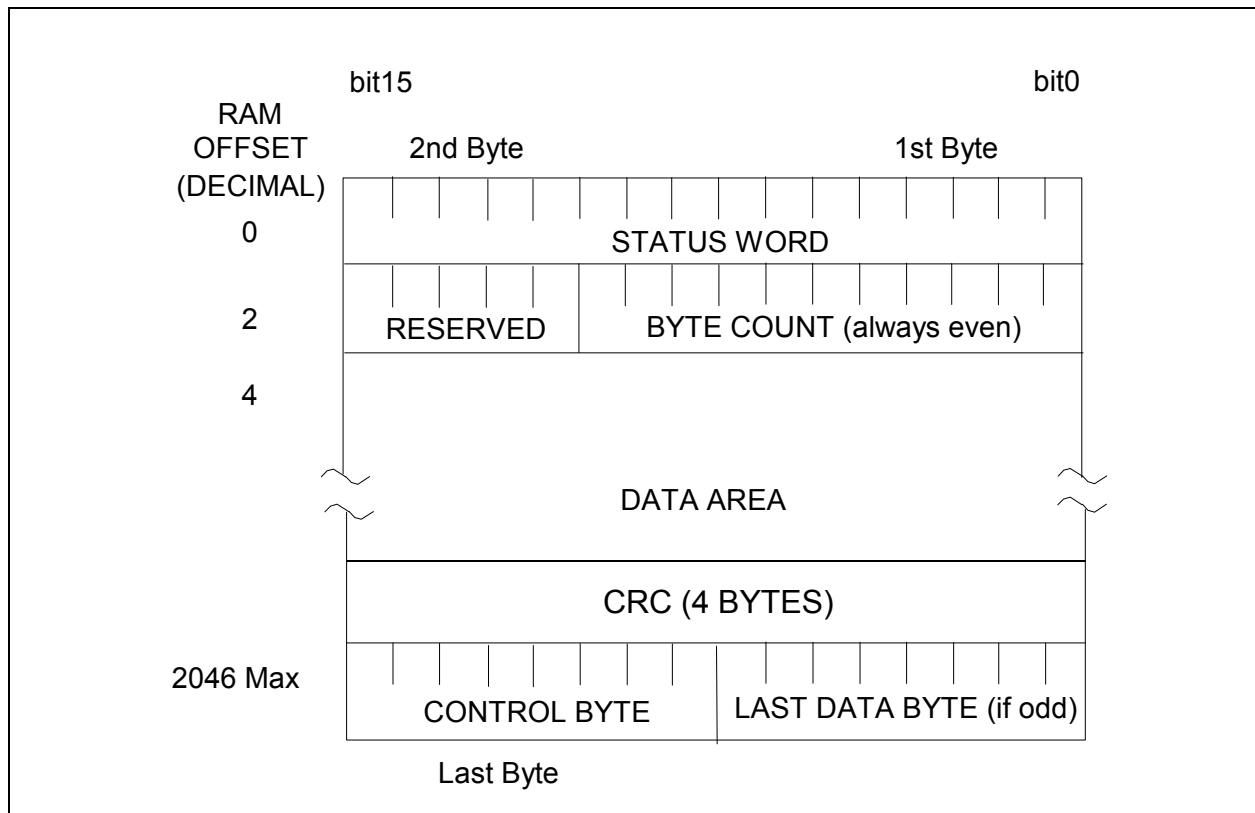 bit15
bit0
RAM
OFFSET
(DECIMAL)
2nd Byte
1st Byte
0
STATUS WORD
2
RESERVED
BYTE COUNT (always even)
4
DATA AREA
CRC (4 BYTES)
2046 Max
CONTROL BYTE
LAST DATA BYTE (if odd)
Last Byte